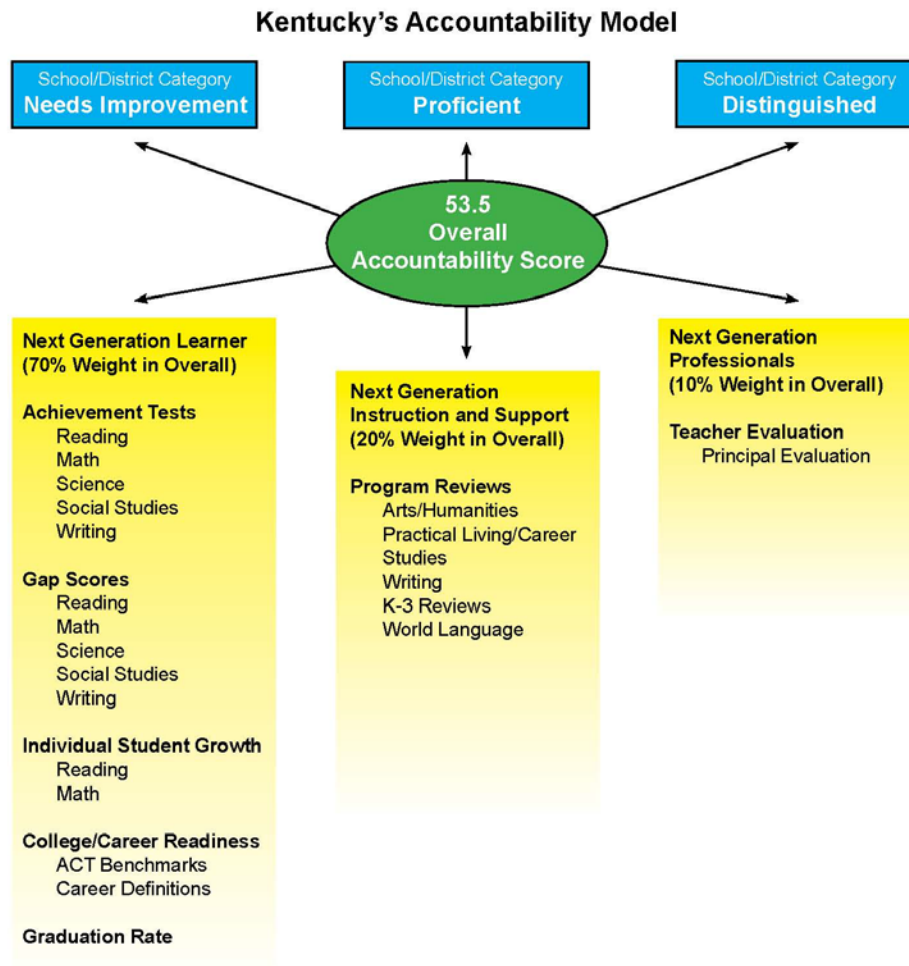 Kentucky's Accountability Model
School/District Category
Needs Improvement
School/District Category
Proficient
School/District Category
Distinguished
53.5
Overall
Accountability Score
Next Generation Learner
(70% Weight in Overall)
Achievement Tests
Reading
Math
Science
Social Studies
Writing
Gap Scores
Reading
Math
Science
Social Studies
Writing
Individual Student Growth
Reading
Math
College/Career Readiness
ACT Benchmarks
Career Definitions
Graduation Rate
Next Generation
Instruction and Support
(20% Weight in Overall)
Program Reviews
Arts/Humanities
Practical Living/Career
Studies
Writing
K-3 Reviews
World Language
Next Generation
Professionals
(10% Weight in Overall)
Teacher Evaluation
Principal Evaluation